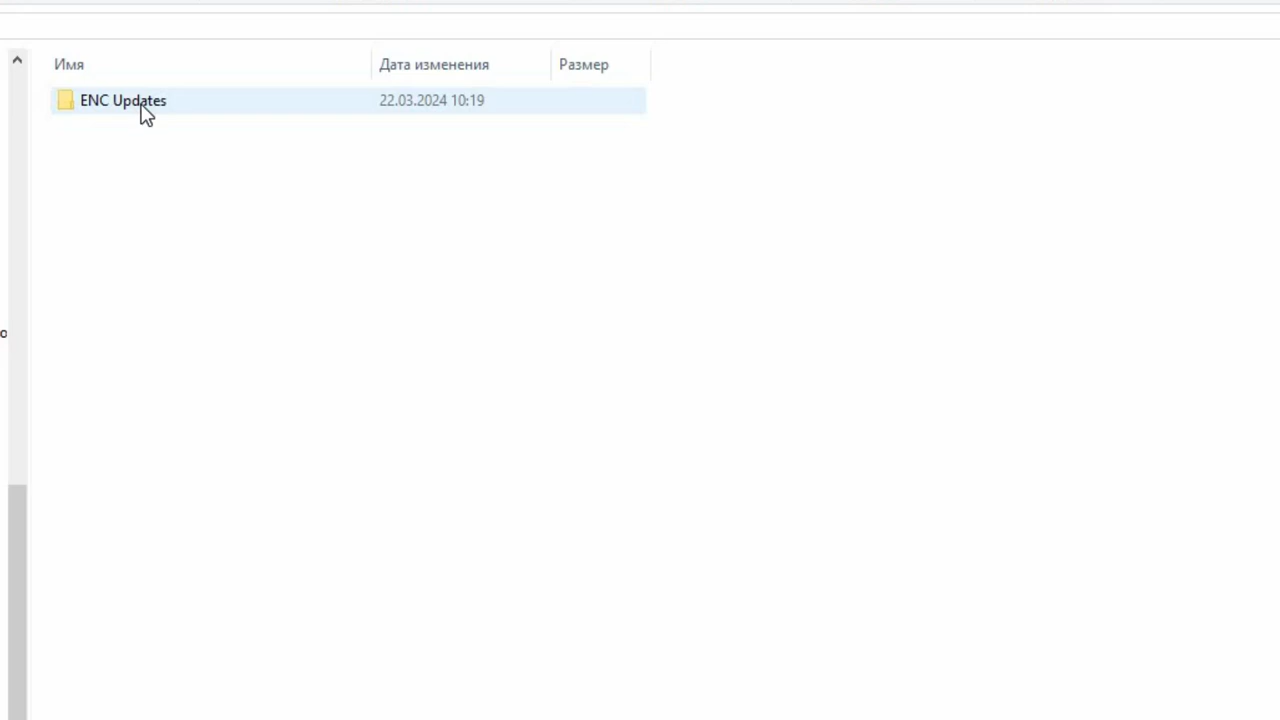 Имя Дата изменения Размер
ENC Updates 22.03.2024 10:19
о